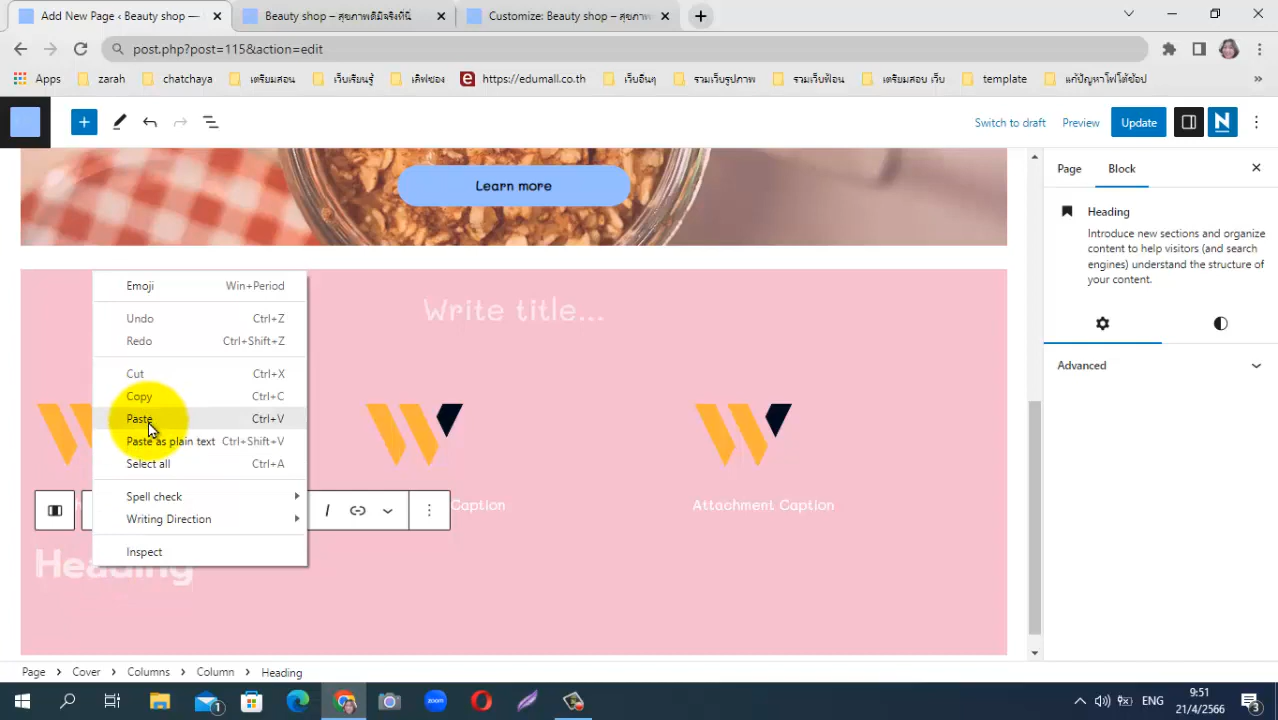 Add New Page ‹ Beauty shop —
Beauty shop – สุขภาพดีมีจริงที่นี่
Customize: Beauty shop – สุขภาพ
post.php?post=115&action=edit
Apps
zarah
chatchaya
เตรียมสอน
เว็บเรียนรู้
เลิฟของ
https://edumall.co.th
เว็บอื่นๆ
รวมเว็บรูปภาพ
รวมเว็บฟ้อน
เตรียมสอบ เว็บ
template
แก้ปัญหาโฟโต้ช้อป
»
Switch to draft
Preview
Update
Learn more
Page
Block
Heading
Introduce new sections and organize
content to help visitors (and search
engines) understand the structure of
your content.
Advanced
Write title...
Emoji Win+Period
Undo Ctrl+Z
Redo Ctrl+Shift+Z
Cut Ctrl+X
Copy Ctrl+C
Paste Ctrl+V
Paste as plain text Ctrl+Shift+V
Select all Ctrl+A
Spell check
Writing Direction
Inspect
Caption
Attachment Caption
Heading
Page
Cover
Columns
Column
Heading
zoom
1
ENG
9:51
21/4/2566
3